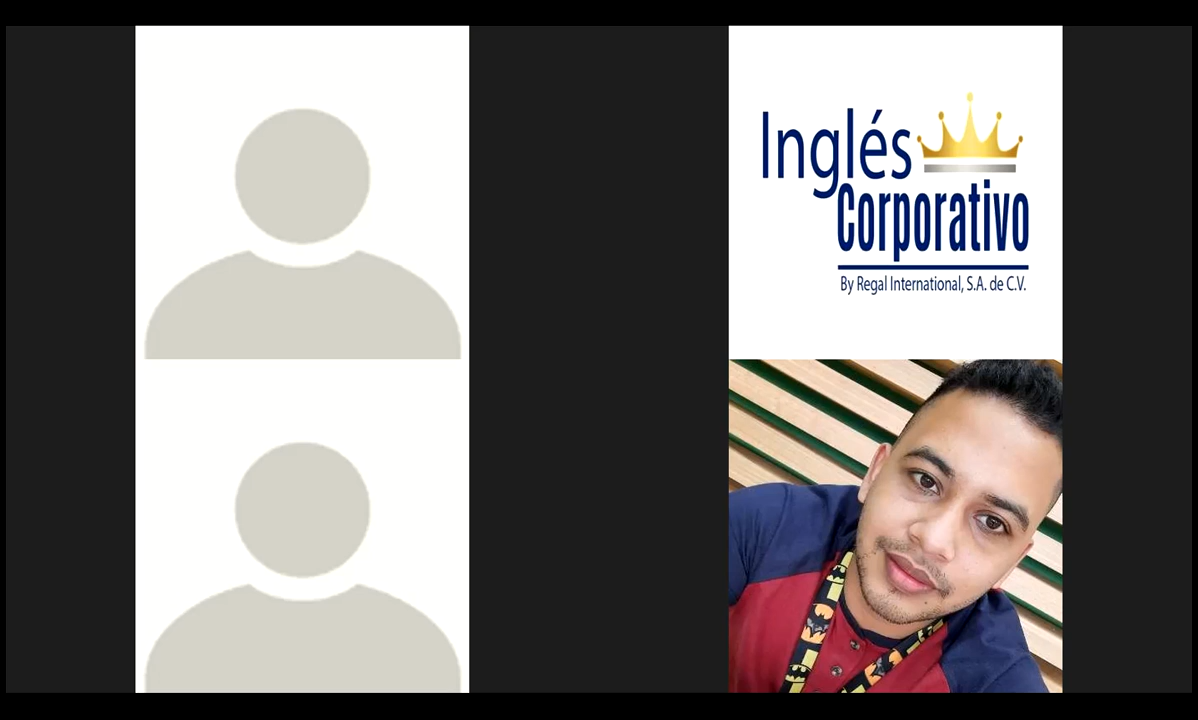 Inglés
Corporativo
By Regal International, S.A. de C.V.